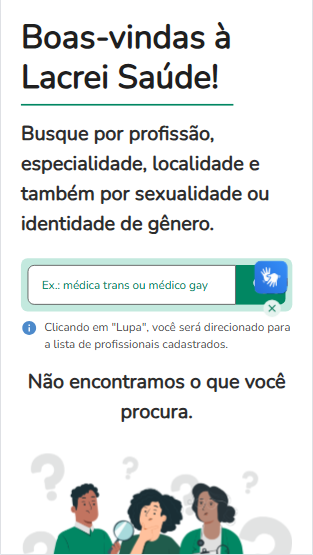 Boas-vindas à
Lacrei Saúde!
Busque por profissão,
especialidade, localidade e
também por sexualidade ou
identidade de gênero.
Ex.: médica trans ou médico gay
Clicando em "Lupa", você será direcionado para
a lista de profissionais cadastrados.
Não encontramos o que você
procura.